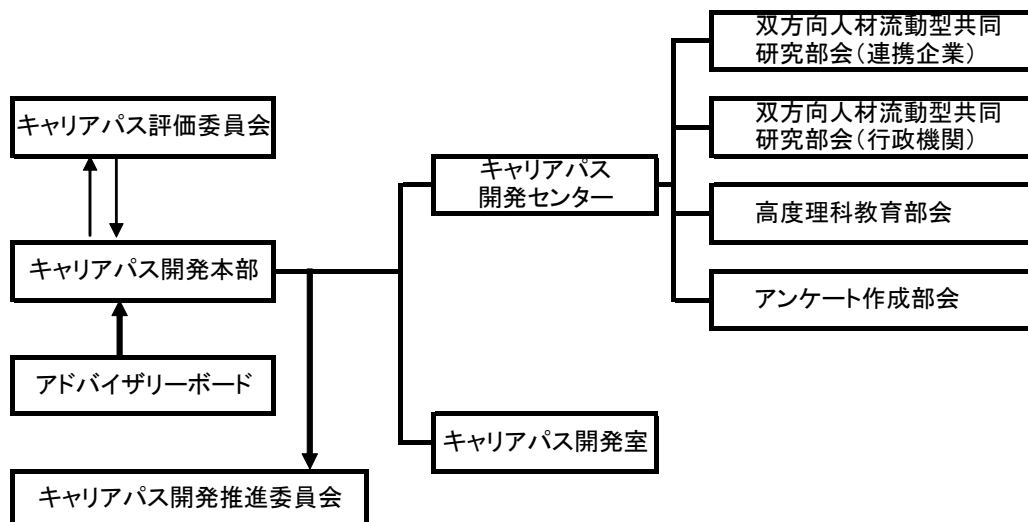 双方向人材流動型共同
研究部会(連携企業)
キャリアパス評価委員会
双方向人材流動型共同
研究部会(行政機関)
キャリアパス
開発センター
高度理科教育部会
キャリアパス開発本部
アンケート作成部会
アドバイザリーボード
キャリアパス開発室
キャリアパス開発推進委員会